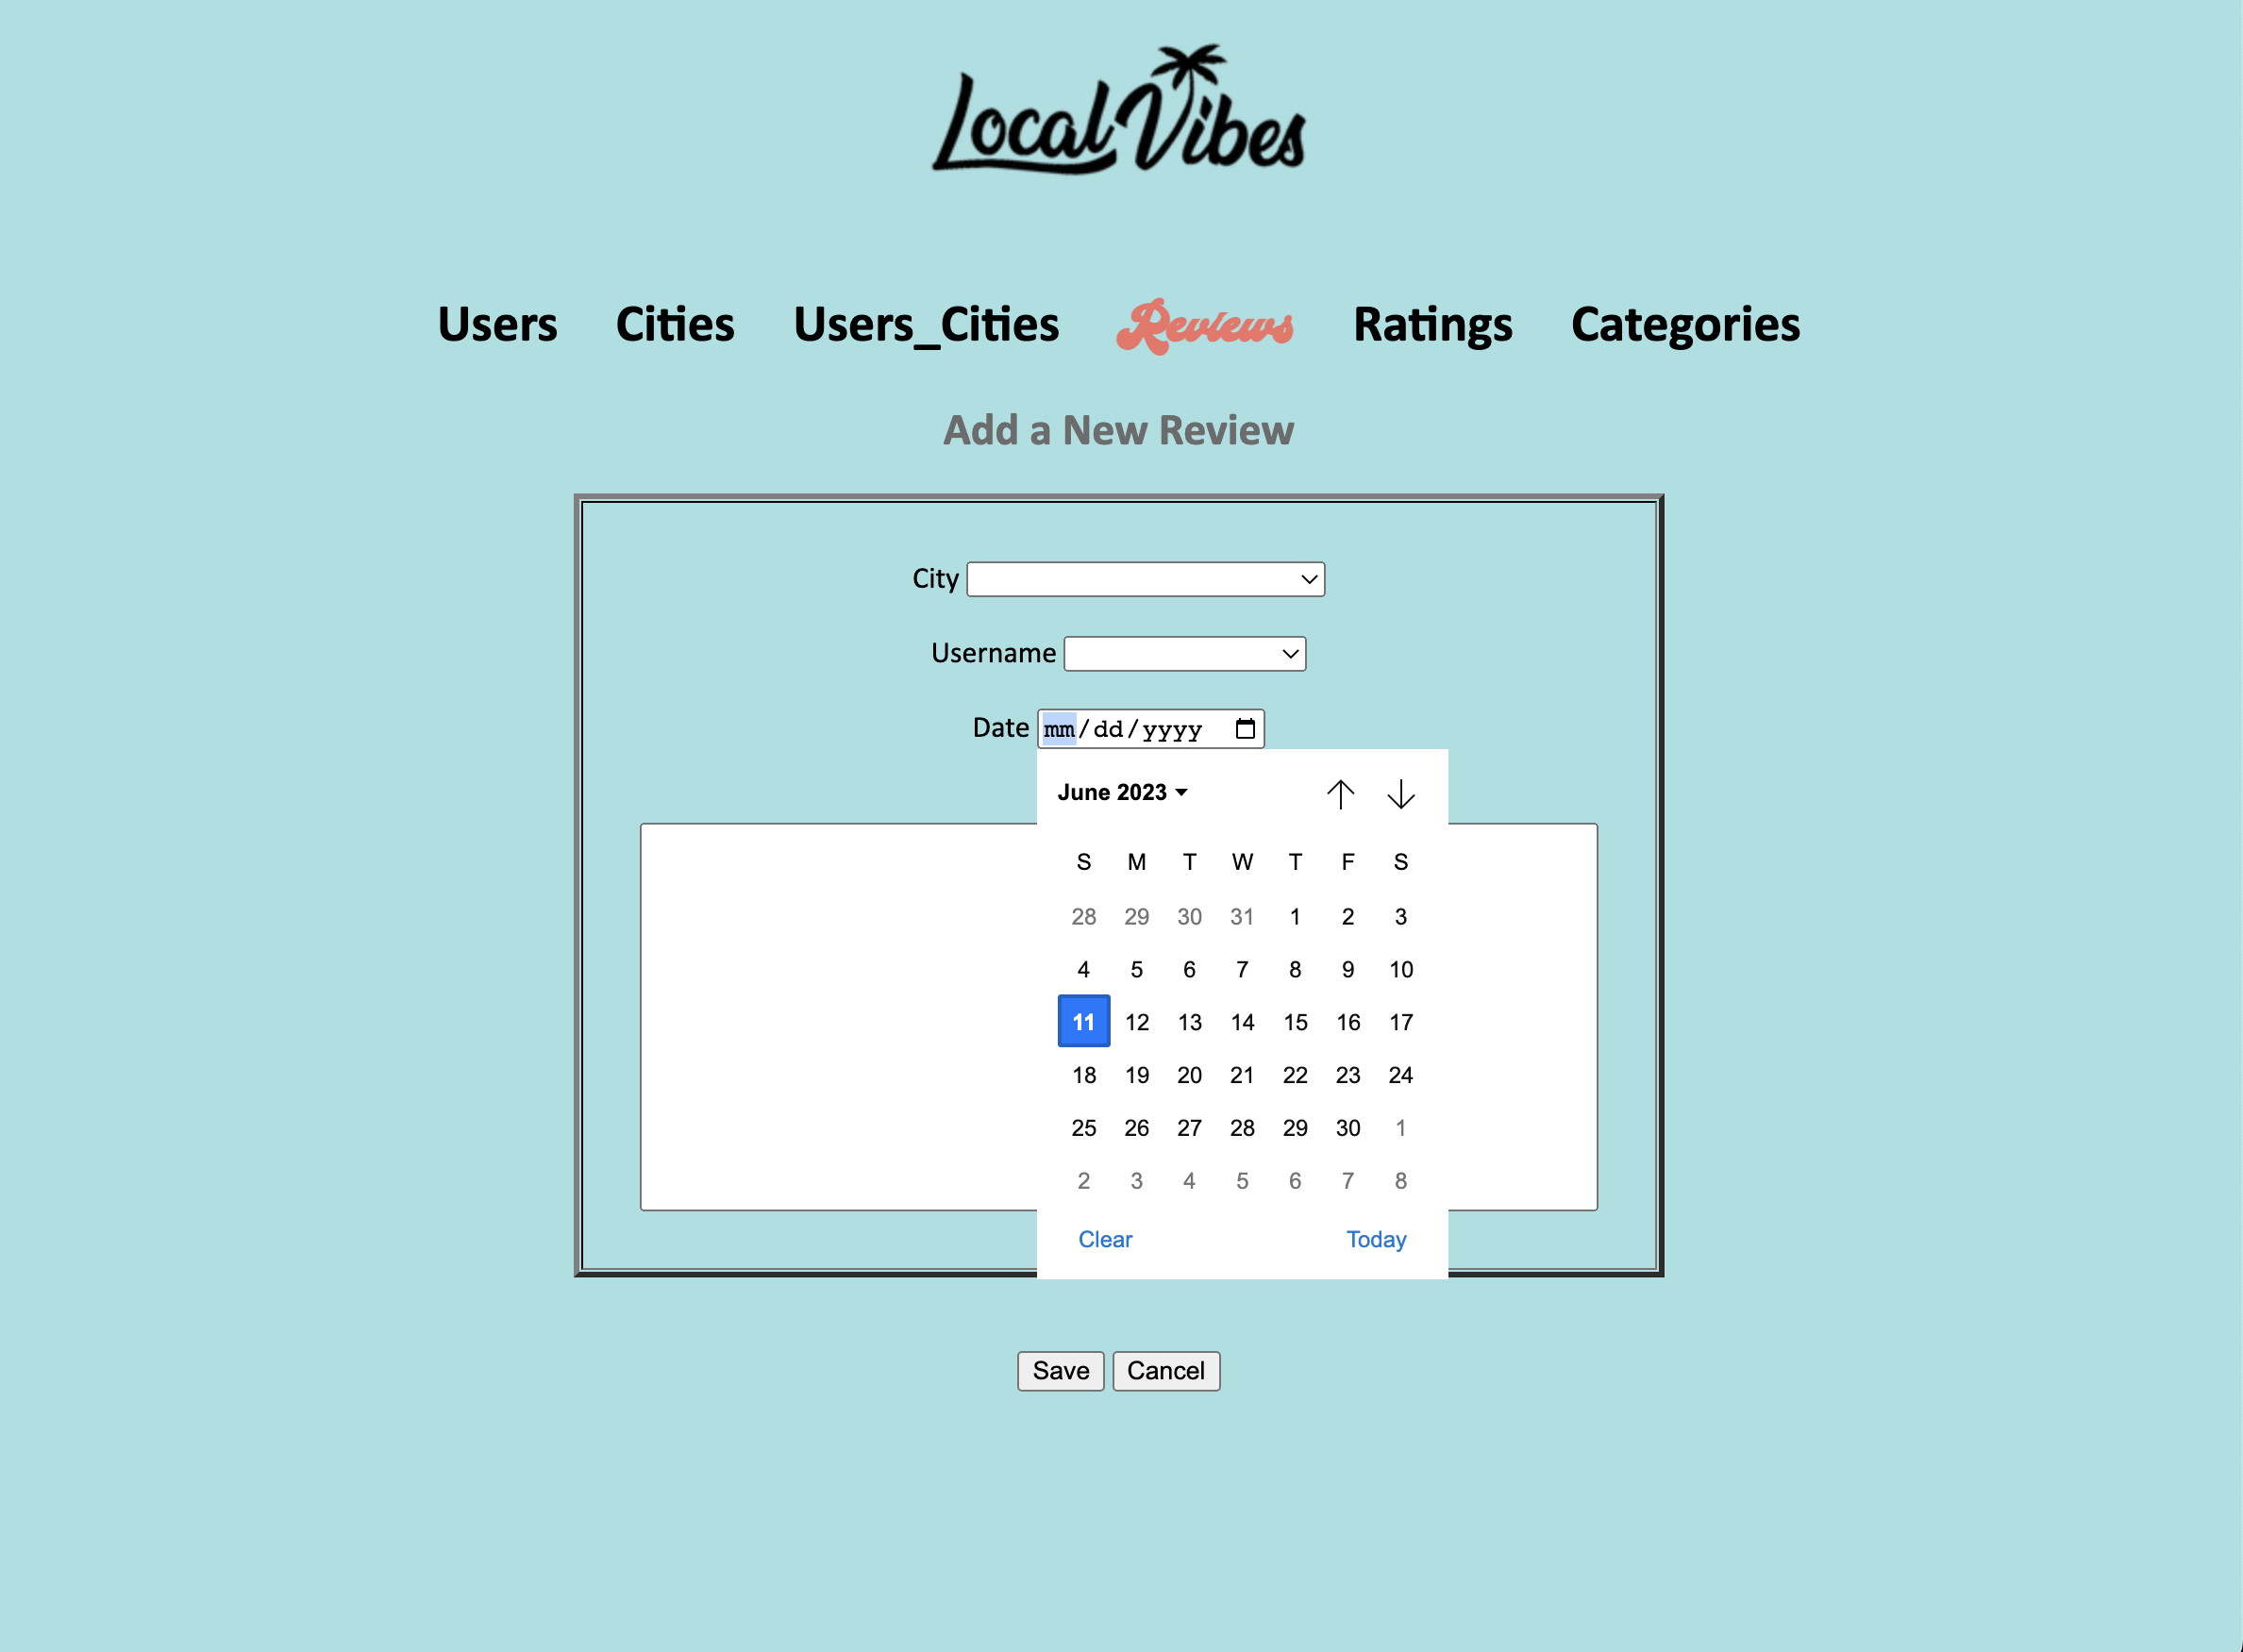 Local Vibes
Users Cities Users_Cities Reviews Ratings Categories
Add a New Review
City
Username
Date mm/dd/yyyy
June 2023
S M T W T F S
28 29 30 31 1 2 3
4 5 6 7 8 9 10
11 12 13 14 15 16 17
18 19 20 21 22 23 24
25 26 27 28 29 30 1
2 3 4 5 6 7 8
Clear Today
Save Cancel